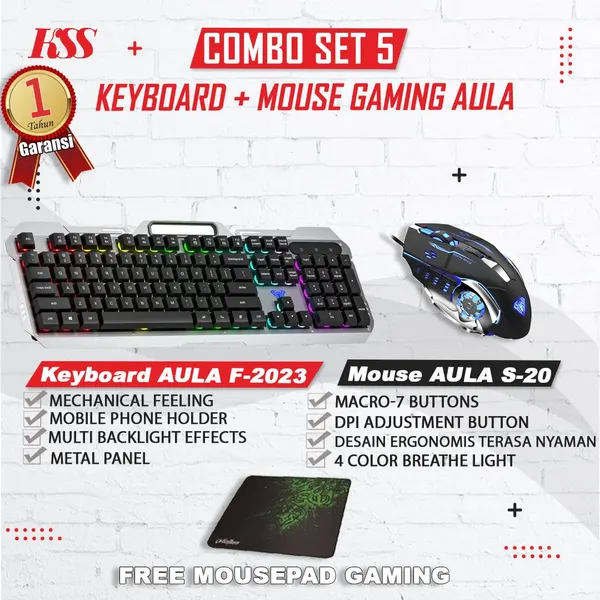 KSS
COMBO SET 5
KEYBOARD + MOUSE GAMING AULA
1
Tahun
Garansi
Keyboard AULA F-2023
MECHANICAL FEELING
MOBILE PHONE HOLDER
MULTI BACKLIGHT EFFECTS
METAL PANEL
Mouse AULA S-20
MACRO-7 BUTTONS
DPI ADJUSTMENT BUTTON
DESAIN ERGONOMIS TERASA NYAMAN
4 COLOR BREATHE LIGHT
FREE MOUSEPAD GAMING